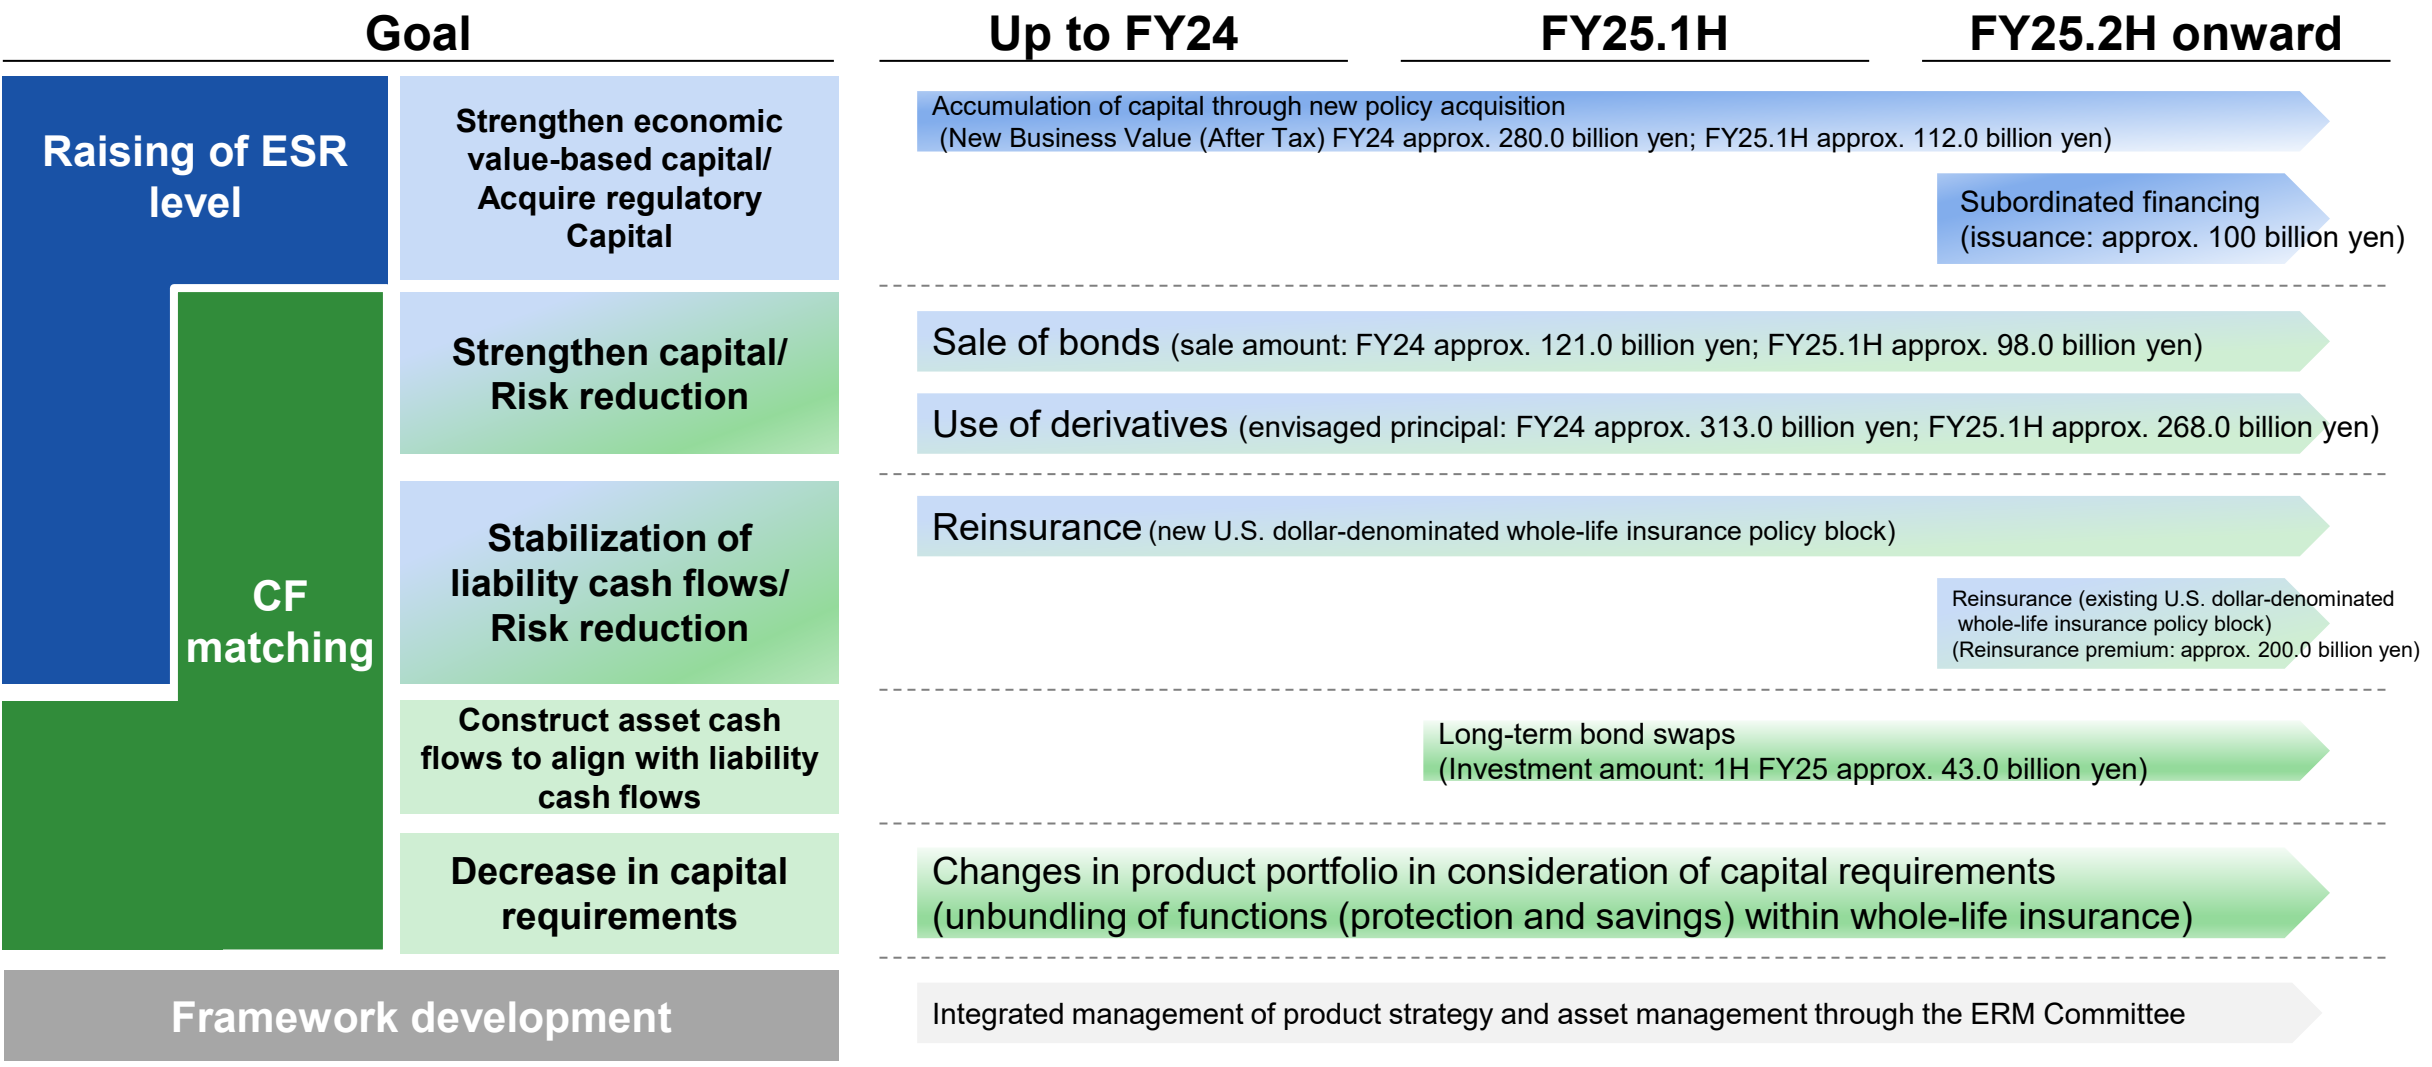 Goal
Up to FY24
FY25.1H
FY25.2H onward
Raising of ESR
level
Strengthen economic
value-based capital/
Acquire regulatory
Capital
Accumulation of capital through new policy acquisition
(New Business Value (After Tax) FY24 approx. 280.0 billion yen; FY25.1H approx. 112.0 billion yen)
Subordinated financing
(issuance: approx. 100 billion yen)
CF
matching
Strengthen capital/
Risk reduction
Sale of bonds (sale amount: FY24 approx. 121.0 billion yen; FY25.1H approx. 98.0 billion yen)
Use of derivatives (envisaged principal: FY24 approx. 313.0 billion yen; FY25.1H approx. 268.0 billion yen)
Stabilization of
liability cash flows/
Risk reduction
Reinsurance (new U.S. dollar-denominated whole-life insurance policy block)
Reinsurance (existing U.S. dollar-denominated
whole-life insurance policy block)
(Reinsurance premium: approx. 200.0 billion yen)
Construct asset cash
flows to align with liability
cash flows
Long-term bond swaps
(Investment amount: 1H FY25 approx. 43.0 billion yen)
Decrease in capital
requirements
Changes in product portfolio in consideration of capital requirements
(unbundling of functions (protection and savings) within whole-life insurance)
Framework development
Integrated management of product strategy and asset management through the ERM Committee